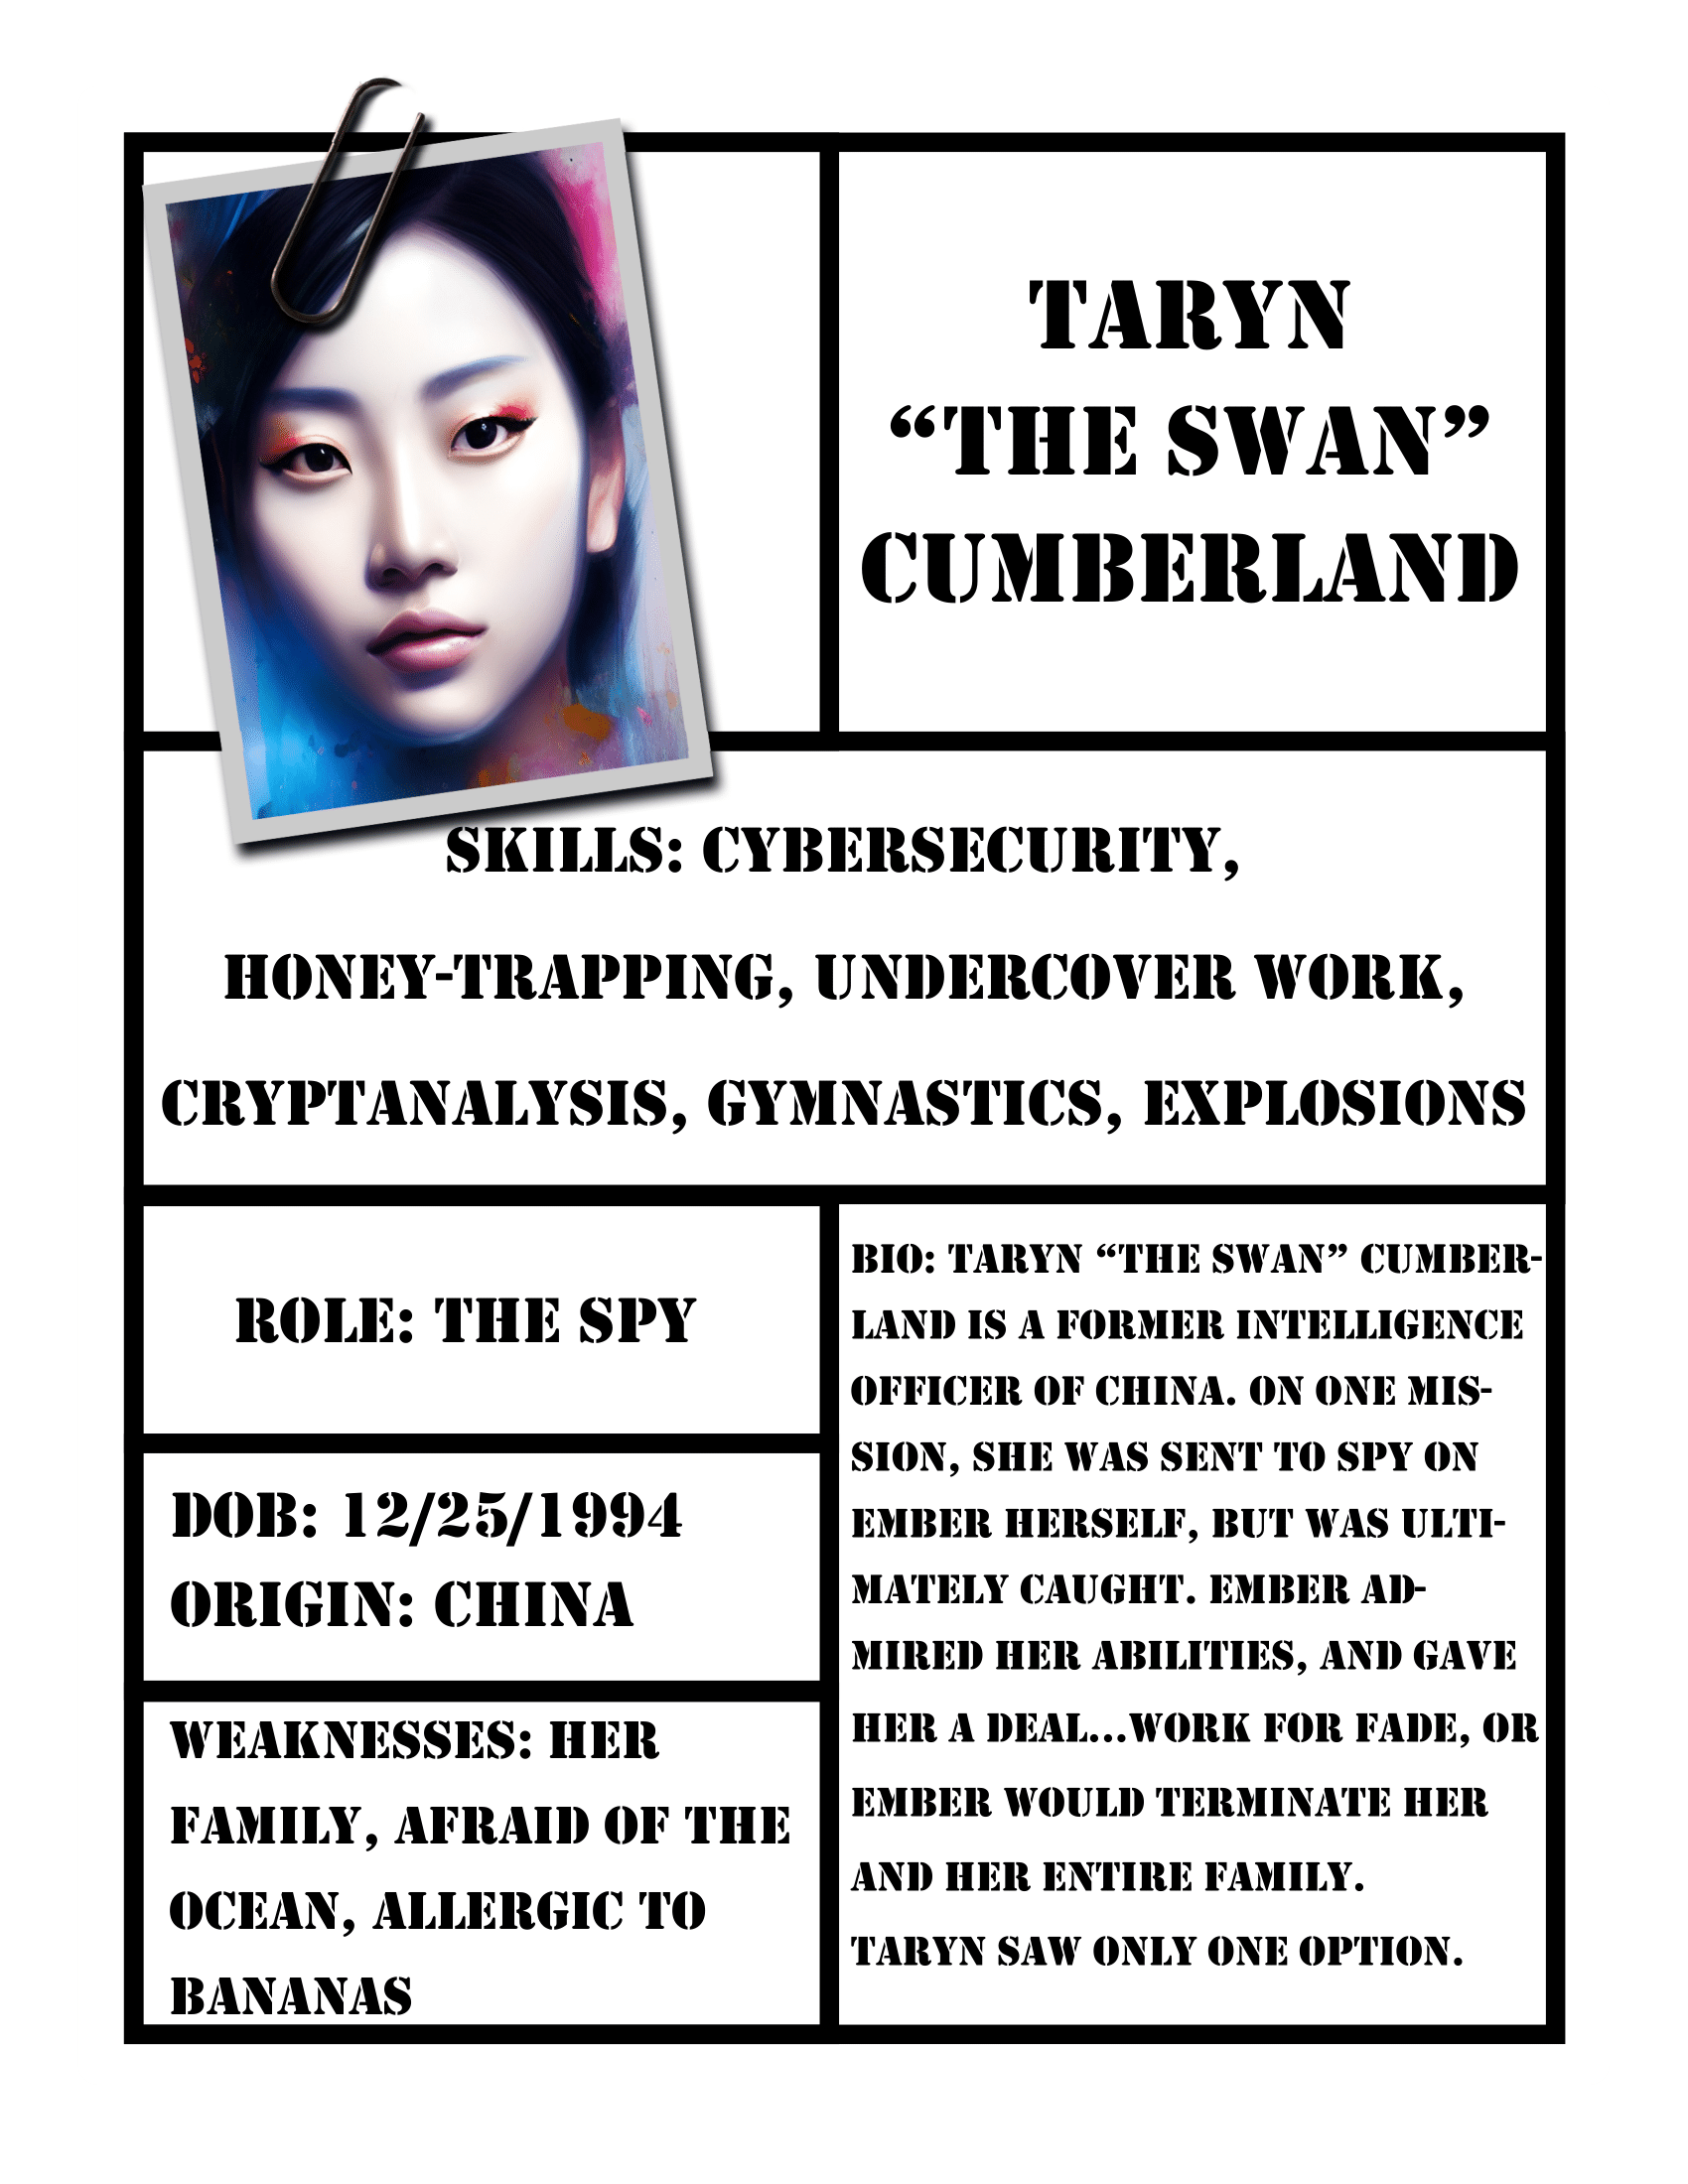 TARYN
“THE SWAN”
CUMBERLAND
SKILLS: CYBERSECURITY,
HONEY-TRAPPING, UNDERCOVER WORK,
CRYPTANALYSIS, GYMNASTICS, EXPLOSIONS
ROLE: THE SPY
DOB: 12/25/1994
ORIGIN: CHINA
WEAKNESSES: HER
FAMILY, AFRAID OF THE
OCEAN, ALLERGIC TO
BANANAS
BIO: TARYN “THE SWAN” CUMBER-
LAND IS A FORMER INTELLIGENCE
OFFICER OF CHINA. ON ONE MIS-
SION, SHE WAS SENT TO SPY ON
EMBER HERSELF, BUT WAS ULTI-
MATELY CAUGHT. EMBER AD-
MIRED HER ABILITIES, AND GAVE
HER A DEAL...WORK FOR FADE, OR
EMBER WOULD TERMINATE HER
AND HER ENTIRE FAMILY.
TARYN SAW ONLY ONE OPTION.